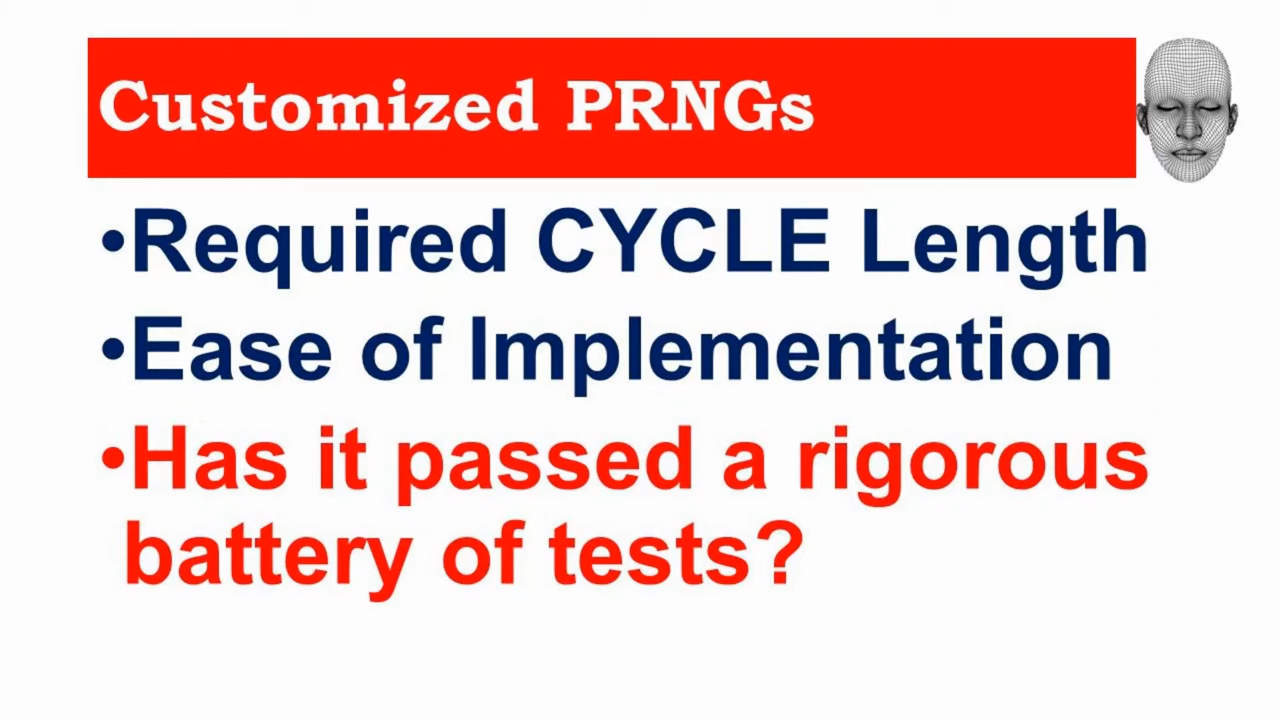 Customized PRNGs
•Required CYCLE Length
•Ease of Implementation
•Has it passed a rigorous
battery of tests?